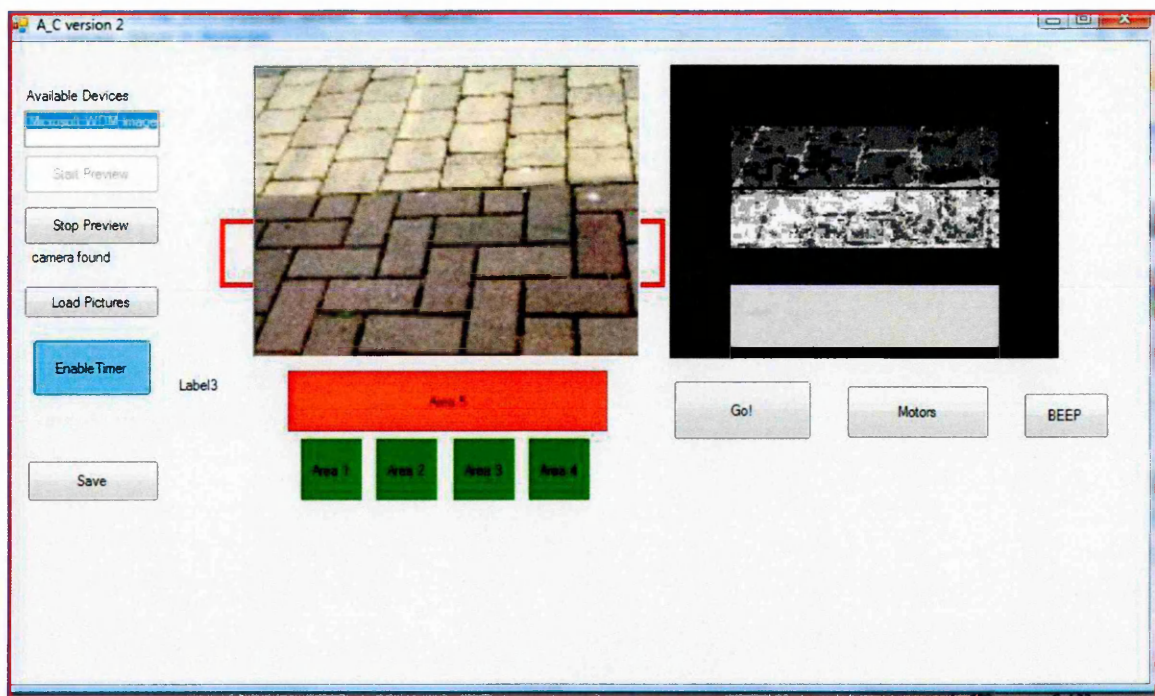 A_C version 2
Available Devices
Microsoft WDM Image
Start Preview
Stop Preview
camera found
Load Pictures
Enable Timer
Label3
Save
Area 5
Area 1 Area 2 Area 3 Area 4
Go! Motors BEEP